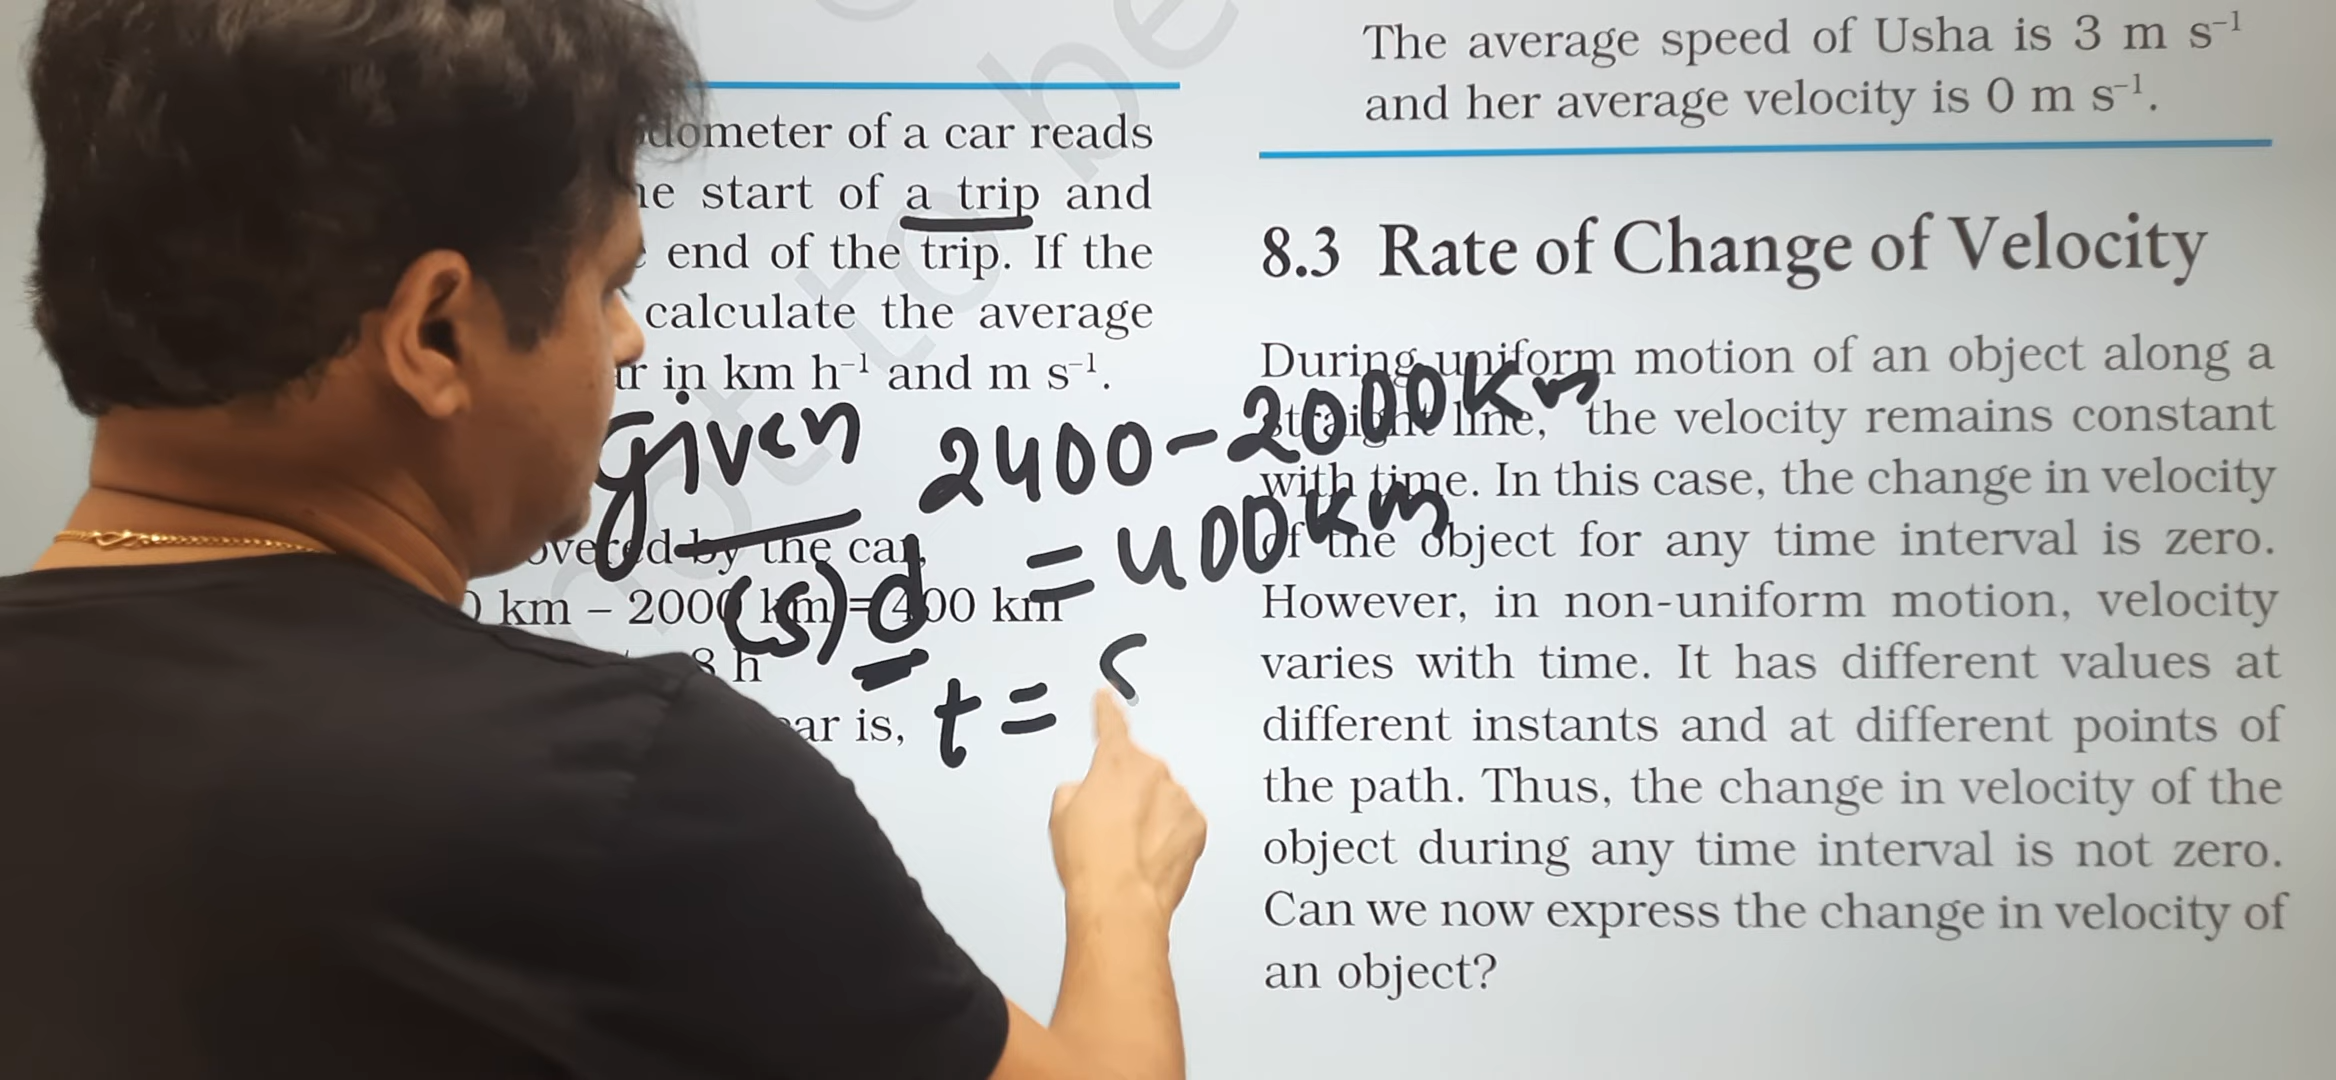 dometer of a car reads
start of a trip and
end of the trip. If the
calculate the average
in km h⁻¹ and m s⁻¹.
given 2400-2000Km
by the car,
(s) d = 400Km
km – 2000 km = 400 km
8 h
t =
is,
The average speed of Usha is 3 m s⁻¹
and her average velocity is 0 m s⁻¹.
8.3 Rate of Change of Velocity
During uniform motion of an object along a
straight line, the velocity remains constant
with time. In this case, the change in velocity
of the object for any time interval is zero.
However, in non-uniform motion, velocity
varies with time. It has different values at
different instants and at different points of
the path. Thus, the change in velocity of the
object during any time interval is not zero.
Can we now express the change in velocity of
an object?